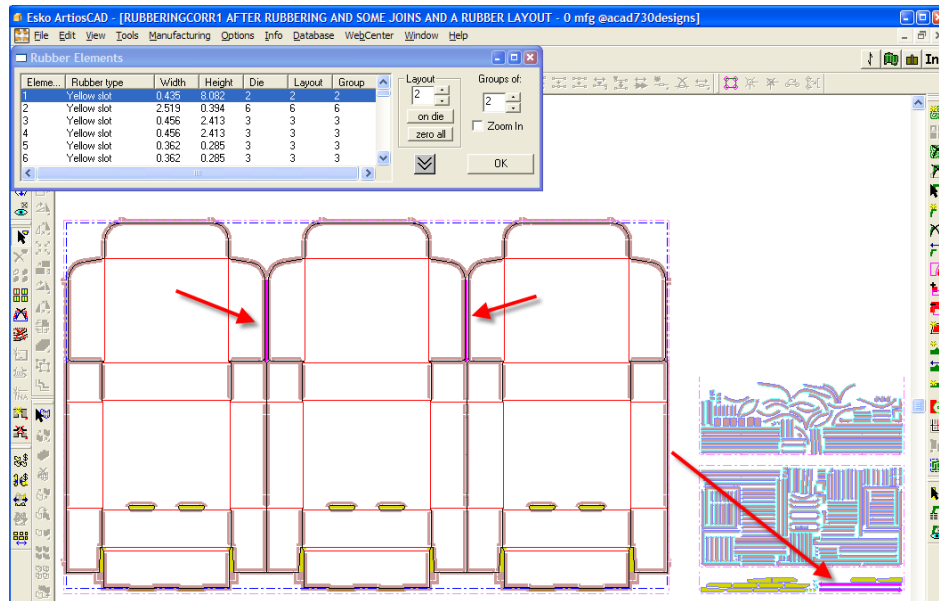 Esko ArtiosCAD - [RUBBERINGCORR1 AFTER RUBBERING AND SOME JOINS AND A RUBBER LAYOUT - 0 mfg @acad730designs]
File Edit View Tools Manufacturing Options Info Database WebCenter Window Help
Rubber Elements
In
Eleme... Rubber type Width Height Die Layout Group
1 Yellow slot 0.435 8.082 2 2 2
2 Yellow slot 2.519 0.394 6 6 6
3 Yellow slot 0.456 2.413 3 3 3
4 Yellow slot 0.456 2.413 3 3 3
5 Yellow slot 0.362 0.285 3 3 3
6 Yellow slot 0.362 0.285 3 3 3
Layout
2
on die
zero all
Groups of:
2
Zoom In
OK